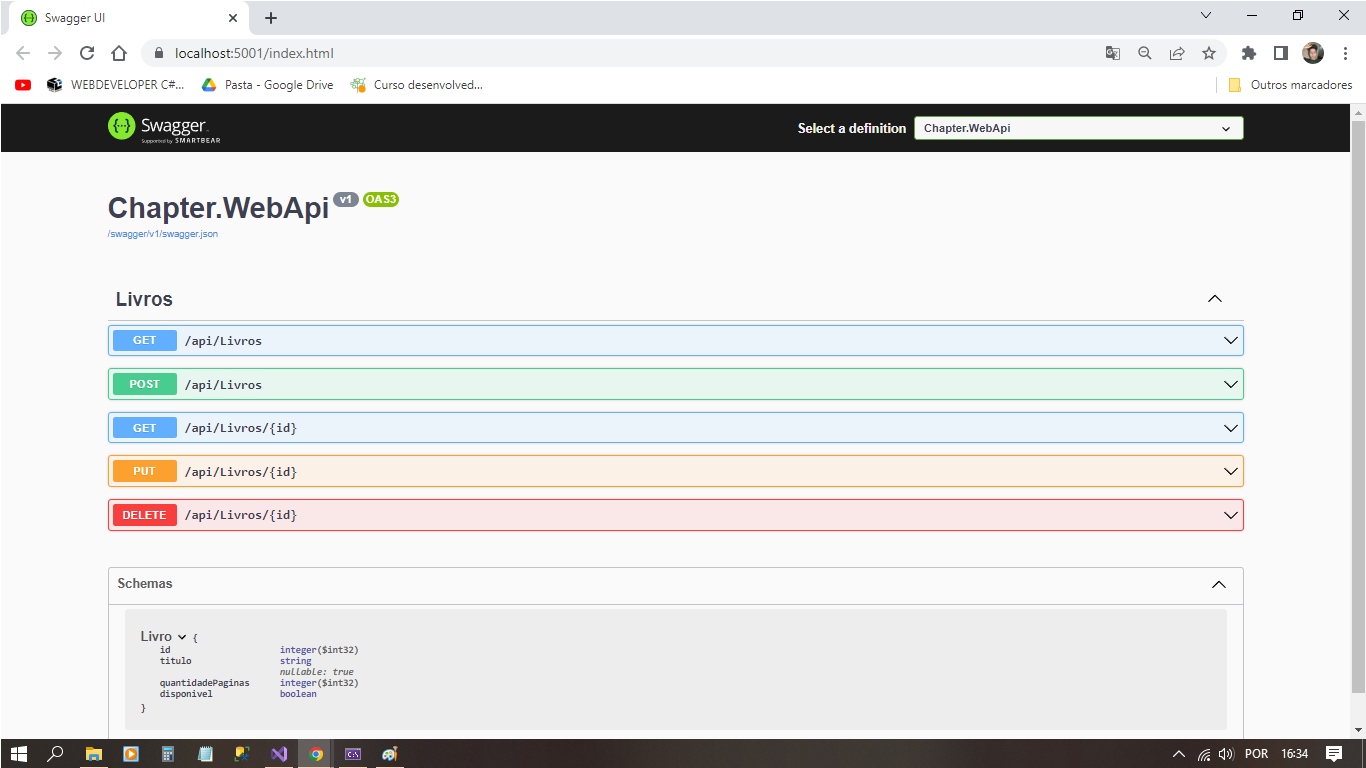 Swagger UI
localhost:5001/index.html
WEBDEVELOPER C#...
Pasta - Google Drive
Curso desenvolved...
Outros marcadores
{...} Swagger
Supported by SMARTBEAR
Select a definition
Chapter.WebApi
Chapter.WebApi v1 OAS3
/swagger/v1/swagger.json
Livros
GET /api/Livros
POST /api/Livros
GET /api/Livros/{id}
PUT /api/Livros/{id}
DELETE /api/Livros/{id}
Schemas
Livro {
id integer($int32)
titulo string
nullable: true
quantidadePaginas integer($int32)
disponivel boolean
}
POR 16:34